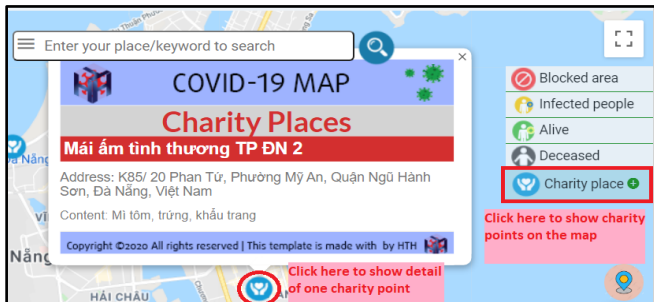 Enter your place/keyword to search
COVID-19 MAP
Charity Places
Mái ấm tình thương TP ĐN 2
Address: K85/ 20 Phan Tứ, Phường Mỹ An, Quận Ngũ Hành
Sơn, Đà Nẵng, Việt Nam
Content: Mì tôm, trứng, khẩu trang
Copyright ©2020 All rights reserved | This template is made with by HTH
Blocked area
Infected people
Alive
Deceased
Charity place
Click here to show charity
points on the map
Click here to show detail
of one charity point
Nẵng
HẢI CHÂU